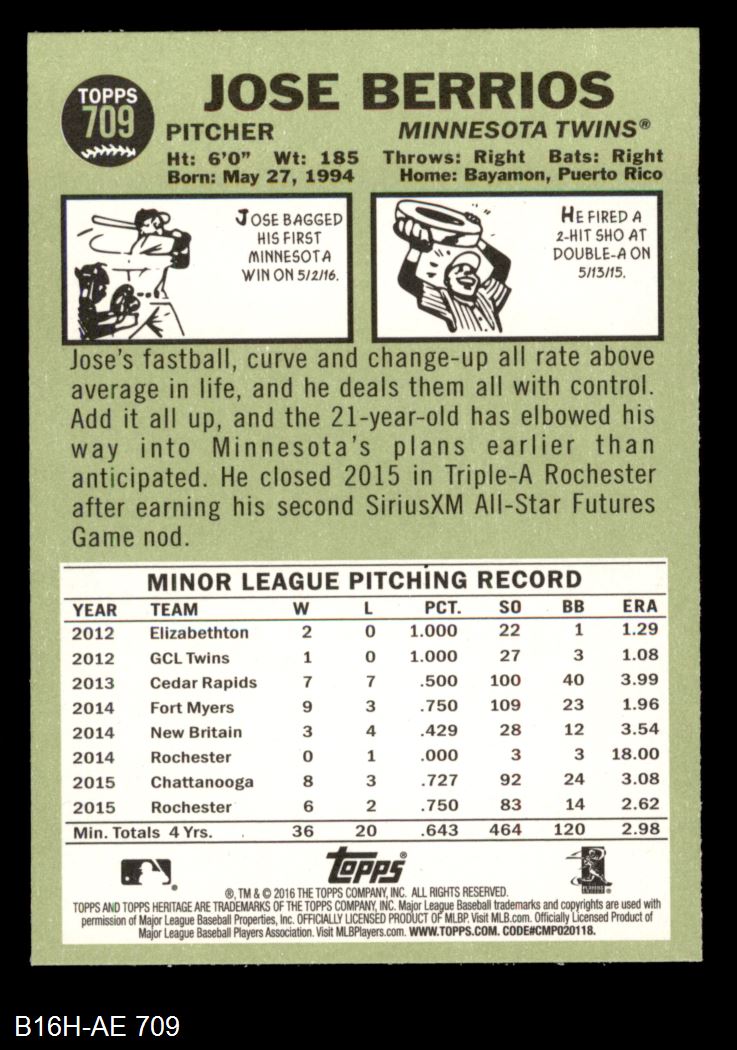 TOPPS
709
JOSE BERRIOS
PITCHER MINNESOTA TWINS®
Ht: 6'0" Wt: 185 Throws: Right Bats: Right
Born: May 27, 1994 Home: Bayamon, Puerto Rico
JOSE BAGGED
HIS FIRST
MINNESOTA
WIN ON 5/2/16.
HE FIRED A
2-HIT SHO AT
DOUBLE-A ON
5/13/15.
Jose's fastball, curve and change-up all rate above
average in life, and he deals them all with control.
Add it all up, and the 21-year-old has elbowed his
way into Minnesota's plans earlier than
anticipated. He closed 2015 in Triple-A Rochester
after earning his second SiriusXM All-Star Futures
Game nod.
MINOR LEAGUE PITCHING RECORD
YEAR TEAM W L PCT. SO BB ERA
2012 Elizabethton 2 0 1.000 22 1 1.29
2012 GCL Twins 1 0 1.000 27 3 1.08
2013 Cedar Rapids 7 7 .500 100 40 3.99
2014 Fort Myers 9 3 .750 109 23 1.96
2014 New Britain 3 4 .429 28 12 3.54
2014 Rochester 0 1 .000 3 3 18.00
2015 Chattanooga 8 3 .727 92 24 3.08
2015 Rochester 6 2 .750 83 14 2.62
Min. Totals 4 Yrs. 36 20 .643 464 120 2.98
Topps®
®, TM & © 2016 THE TOPPS COMPANY, INC. ALL RIGHTS RESERVED.
TOPPS AND TOPPS HERITAGE ARE TRADEMARKS OF THE TOPPS COMPANY, INC. Major League Baseball trademarks and copyrights are used with
permission of Major League Baseball Properties, Inc. OFFICIALLY LICENSED PRODUCT OF MLBP. Visit MLB.com. Officially Licensed Product of
Major League Baseball Players Association. Visit MLBPlayers.com. WWW.TOPPS.COM. CODE#CMP020118.
B16H-AE 709